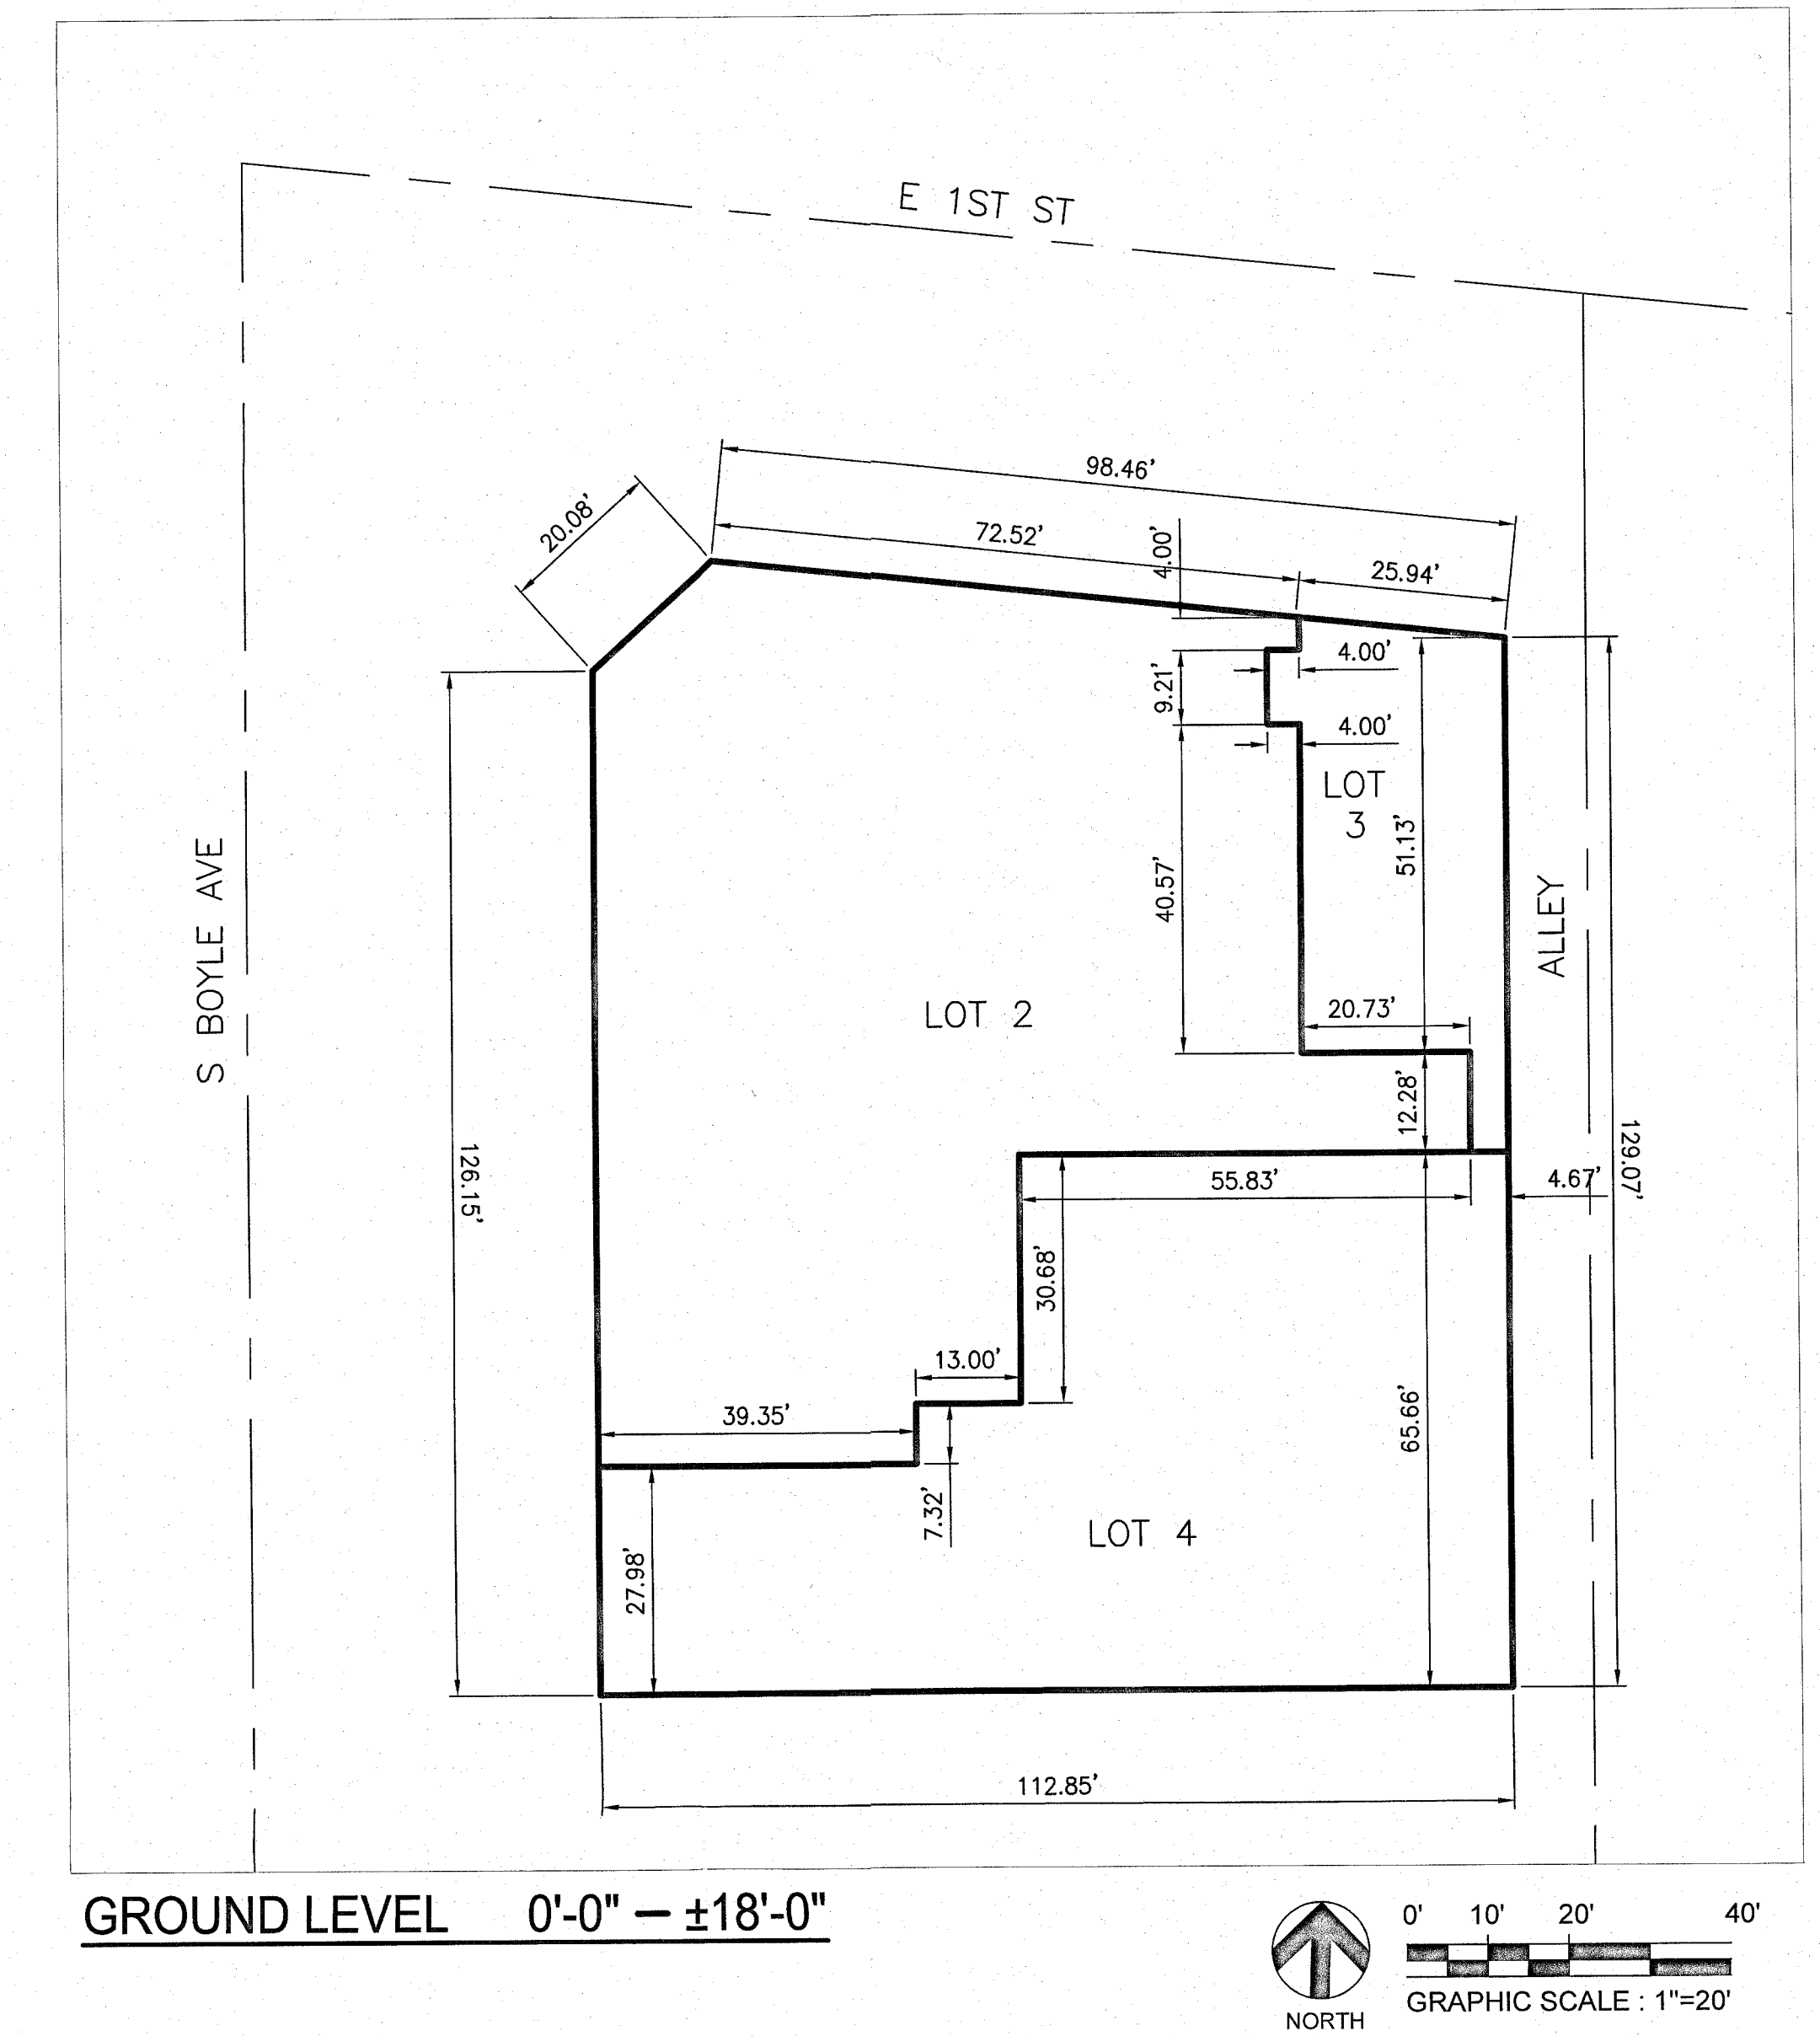 E 1ST ST
98.46'
20.08'
72.52'
4.00'
25.94'
4.00'
9.21'
4.00'
LOT
3
51.13'
40.57'
S BOYLE AVE
ALLEY
LOT 2
20.73'
12.28'
129.07'
126.15'
55.83'
4.67'
30.68'
13.00'
39.35'
65.66'
7.32'
LOT 4
27.98'
112.85'
GROUND LEVEL 0'-0" — ±18'-0"
0' 10' 20' 40'
GRAPHIC SCALE : 1"=20'
NORTH